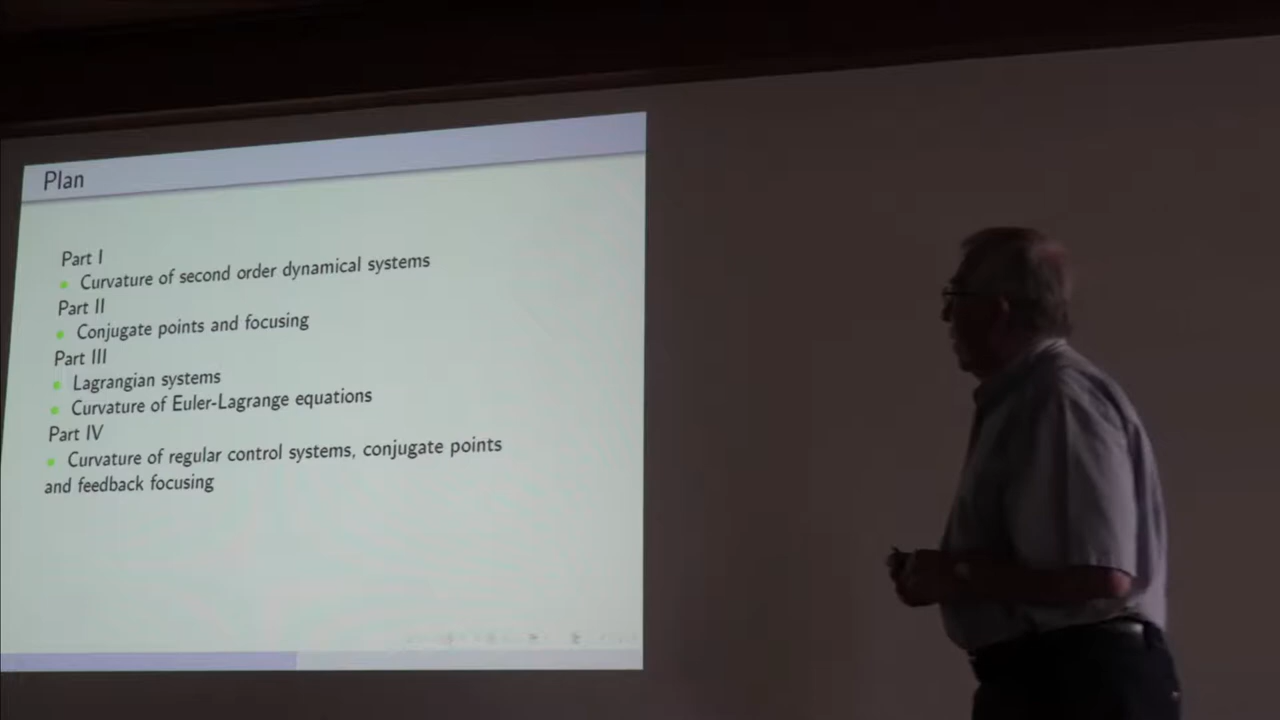 Plan
Part I
Curvature of second order dynamical systems
Part II
Conjugate points and focusing
Part III
Lagrangian systems
Curvature of Euler-Lagrange equations
Part IV
Curvature of regular control systems, conjugate points
and feedback focusing